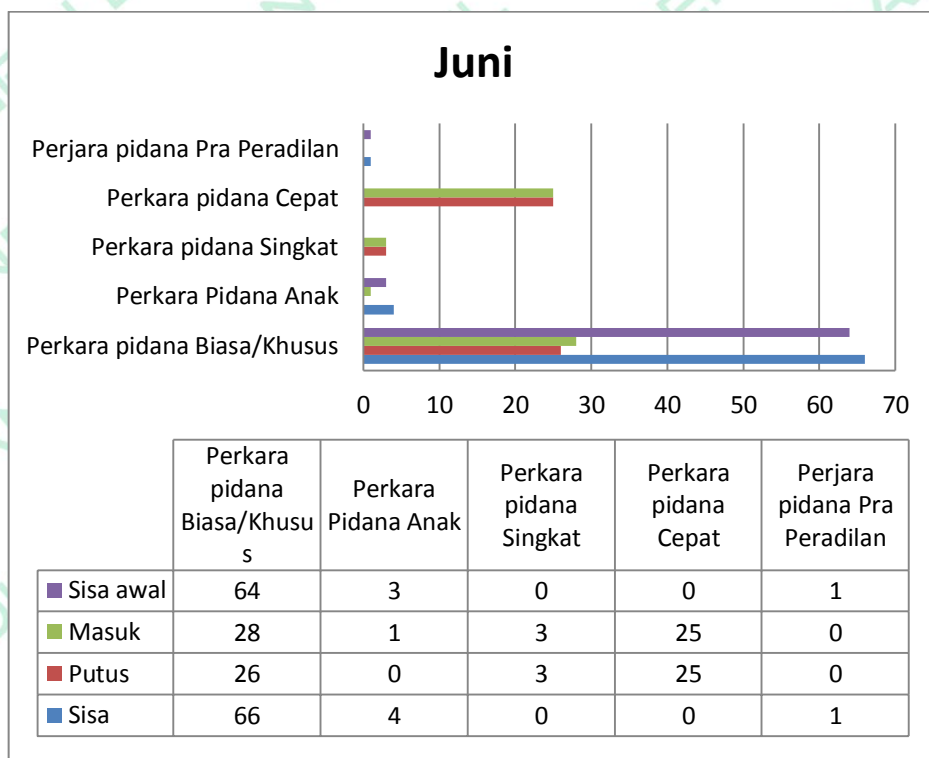 Juni
Perjara pidana Pra Peradilan
Perkara pidana Cepat
Perkara pidana Singkat
Perkara Pidana Anak
Perkara pidana Biasa/Khusus
0 10 20 30 40 50 60 70
Perkara
pidana
Biasa/Khusu
s
Perkara
Pidana Anak
Perkara
pidana
Singkat
Perkara
pidana
Cepat
Perjara
pidana Pra
Peradilan
Sisa awal 64 3 0 0 1
Masuk 28 1 3 25 0
Putus 26 0 3 25 0
Sisa 66 4 0 0 1